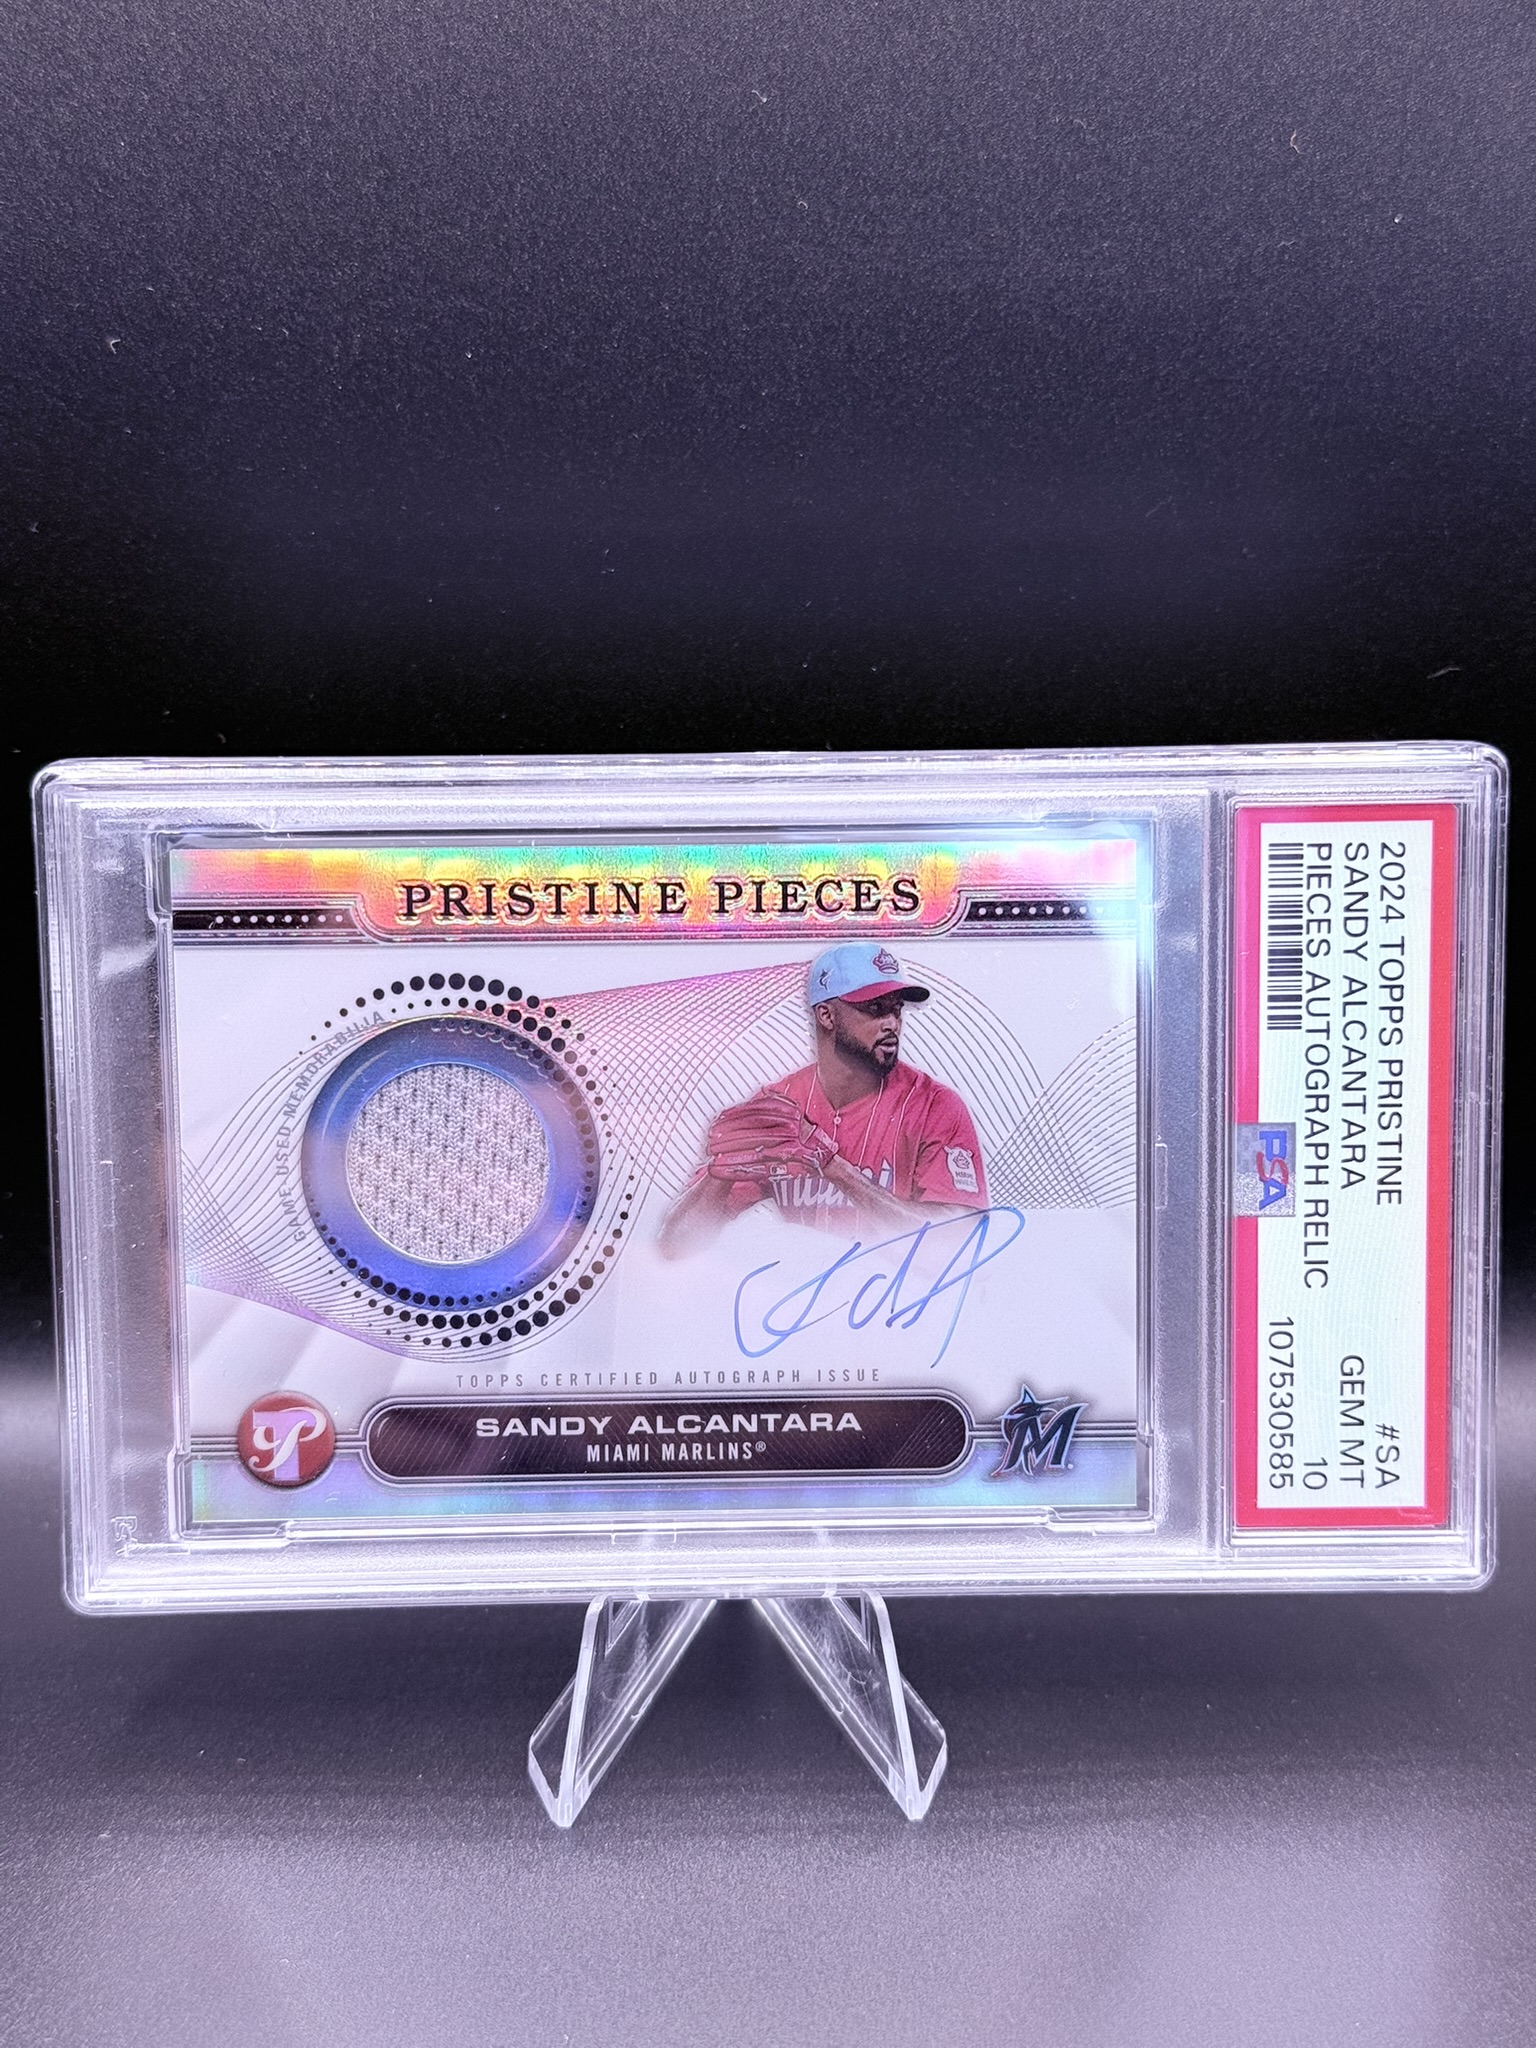 PRISTINE PIECES
GAME-USED MEMORABILIA
Miami
TOPPS CERTIFIED AUTOGRAPH ISSUE
SANDY ALCANTARA
MIAMI MARLINS®
P
M
2024 TOPPS PRISTINE #SA
SANDY ALCANTARA GEM MT
PIECES AUTOGRAPH RELIC 10
107530585
PSA